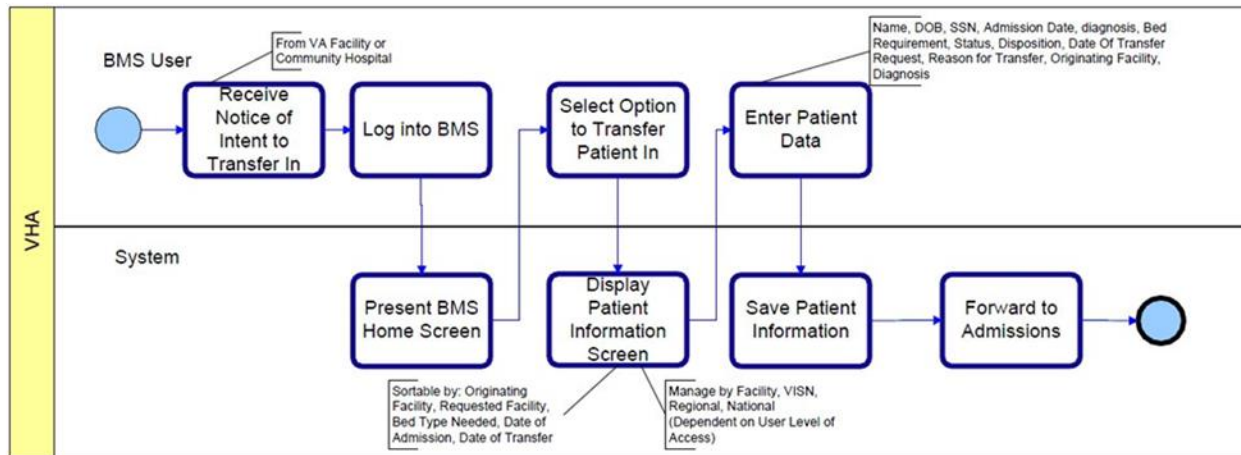 VHA
BMS User
From VA Facility or
Community Hospital
Name, DOB, SSN, Admission Date, diagnosis, Bed
Requirement, Status, Disposition, Date Of Transfer
Request, Reason for Transfer, Originating Facility,
Diagnosis
Receive
Notice of
Intent to
Transfer In
Log into BMS
Select Option
to Transfer
Patient In
Enter Patient
Data
System
Present BMS
Home Screen
Display
Patient
Information
Screen
Save Patient
Information
Forward to
Admissions
Sortable by: Originating
Facility, Requested Facility,
Bed Type Needed, Date of
Admission, Date of Transfer
Manage by Facility, VISN,
Regional, National
(Dependent on User Level of
Access)